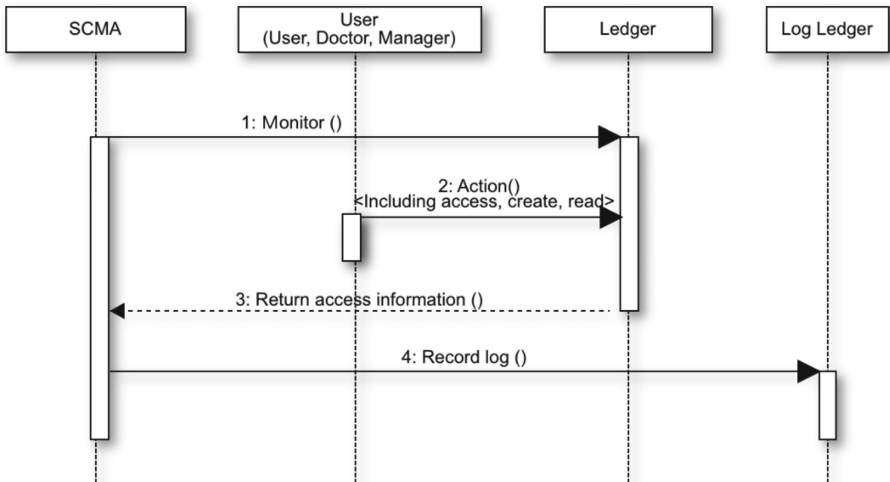 SCMA
User
(User, Doctor, Manager)
Ledger
Log Ledger
1: Monitor ()
2: Action()
<Including access, create, read>
3: Return access information ()
4: Record log ()